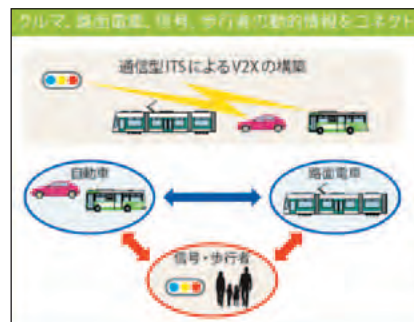 クルマ、路面電車、信号、歩行者の動的情報をコネクト
通信型ITSによるV2Xの構築
自動車
路面電車
信号・歩行者